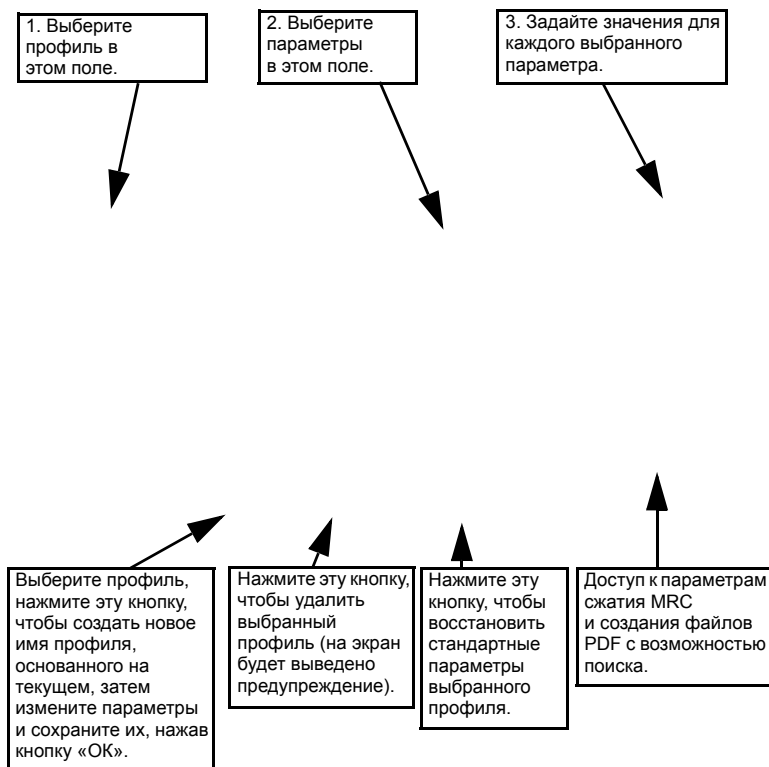 1. Выберите
профиль в
этом поле.
2. Выберите
параметры
в этом поле.
3. Задайте значения для
каждого выбранного
параметра.
Выберите профиль,
нажмите эту кнопку,
чтобы создать новое
имя профиля,
основанного на
текущем, затем
измените параметры
и сохраните их, нажав
кнопку «ОК».
Нажмите эту кнопку,
чтобы удалить
выбранный
профиль (на экран
будет выведено
предупреждение).
Нажмите эту
кнопку, чтобы
восстановить
стандартные
параметры
выбранного
профиля.
Доступ к параметрам
сжатия MRC
и создания файлов
PDF с возможностью
поиска.